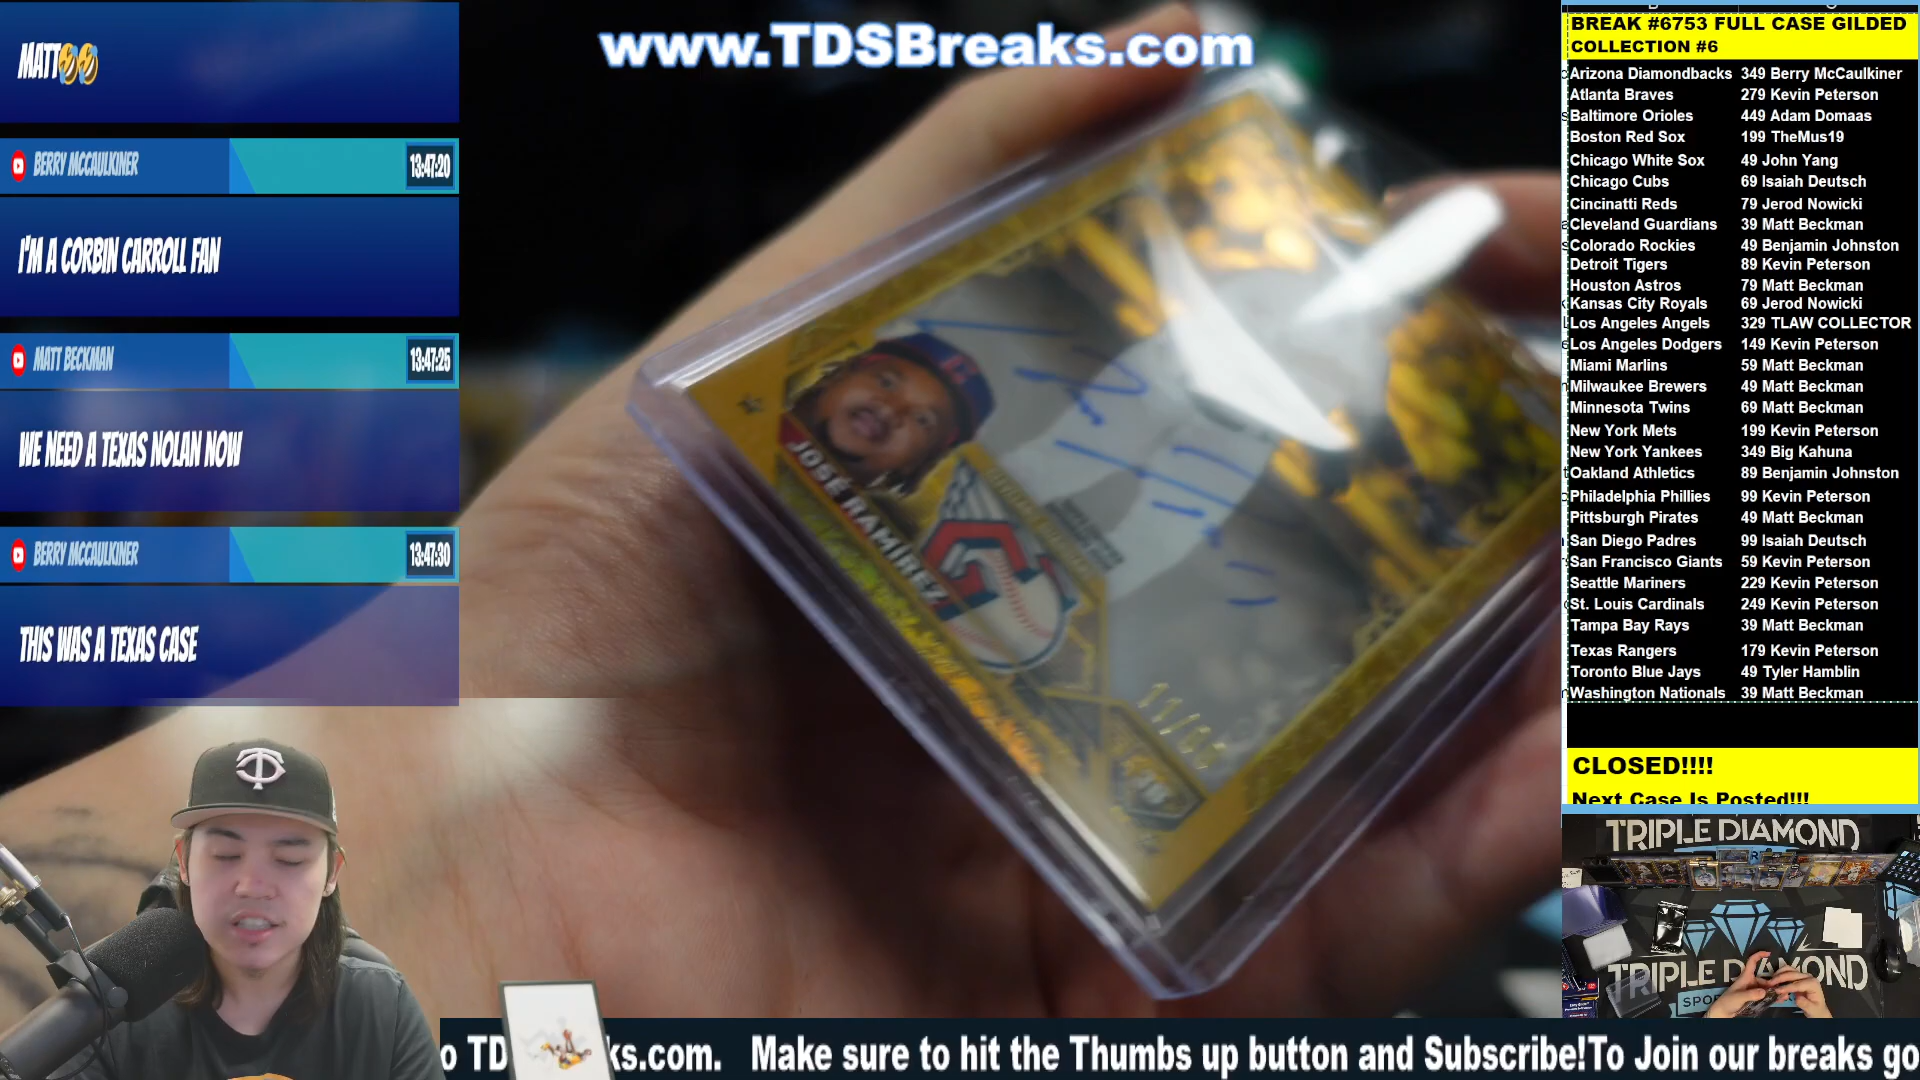 MATT🤣🤣
BERRY MCCAULKINER
13:47:20
I'M A CORBIN CARROLL FAN
MATT BECKMAN
13:47:25
WE NEED A TEXAS NOLAN NOW
BERRY MCCAULKINER
13:47:30
THIS WAS A TEXAS CASE
www.TDSBreaks.com
JOSÉ RAMÍREZ
BREAK #6753 FULL CASE GILDED
COLLECTION #6
Arizona Diamondbacks 349 Berry McCaulkiner
Atlanta Braves 279 Kevin Peterson
Baltimore Orioles 449 Adam Domaas
Boston Red Sox 199 TheMus19
Chicago White Sox 49 John Yang
Chicago Cubs 69 Isaiah Deutsch
Cincinatti Reds 79 Jerod Nowicki
Cleveland Guardians 39 Matt Beckman
Colorado Rockies 49 Benjamin Johnston
Detroit Tigers 89 Kevin Peterson
Houston Astros 79 Matt Beckman
Kansas City Royals 69 Jerod Nowicki
Los Angeles Angels 329 TLAW COLLECTOR
Los Angeles Dodgers 149 Kevin Peterson
Miami Marlins 59 Matt Beckman
Milwaukee Brewers 49 Matt Beckman
Minnesota Twins 69 Matt Beckman
New York Mets 199 Kevin Peterson
New York Yankees 349 Big Kahuna
Oakland Athletics 89 Benjamin Johnston
Philadelphia Phillies 99 Kevin Peterson
Pittsburgh Pirates 49 Matt Beckman
San Diego Padres 99 Isaiah Deutsch
San Francisco Giants 59 Kevin Peterson
Seattle Mariners 229 Kevin Peterson
St. Louis Cardinals 249 Kevin Peterson
Tampa Bay Rays 39 Matt Beckman
Texas Rangers 179 Kevin Peterson
Toronto Blue Jays 49 Tyler Hamblin
Washington Nationals 39 Matt Beckman
CLOSED!!!!
Next Case Is Posted!!!
TRIPLE DIAMOND
TRIPLE DIAMOND
o TD ks.com. Make sure to hit the Thumbs up button and Subscribe!To Join our breaks go